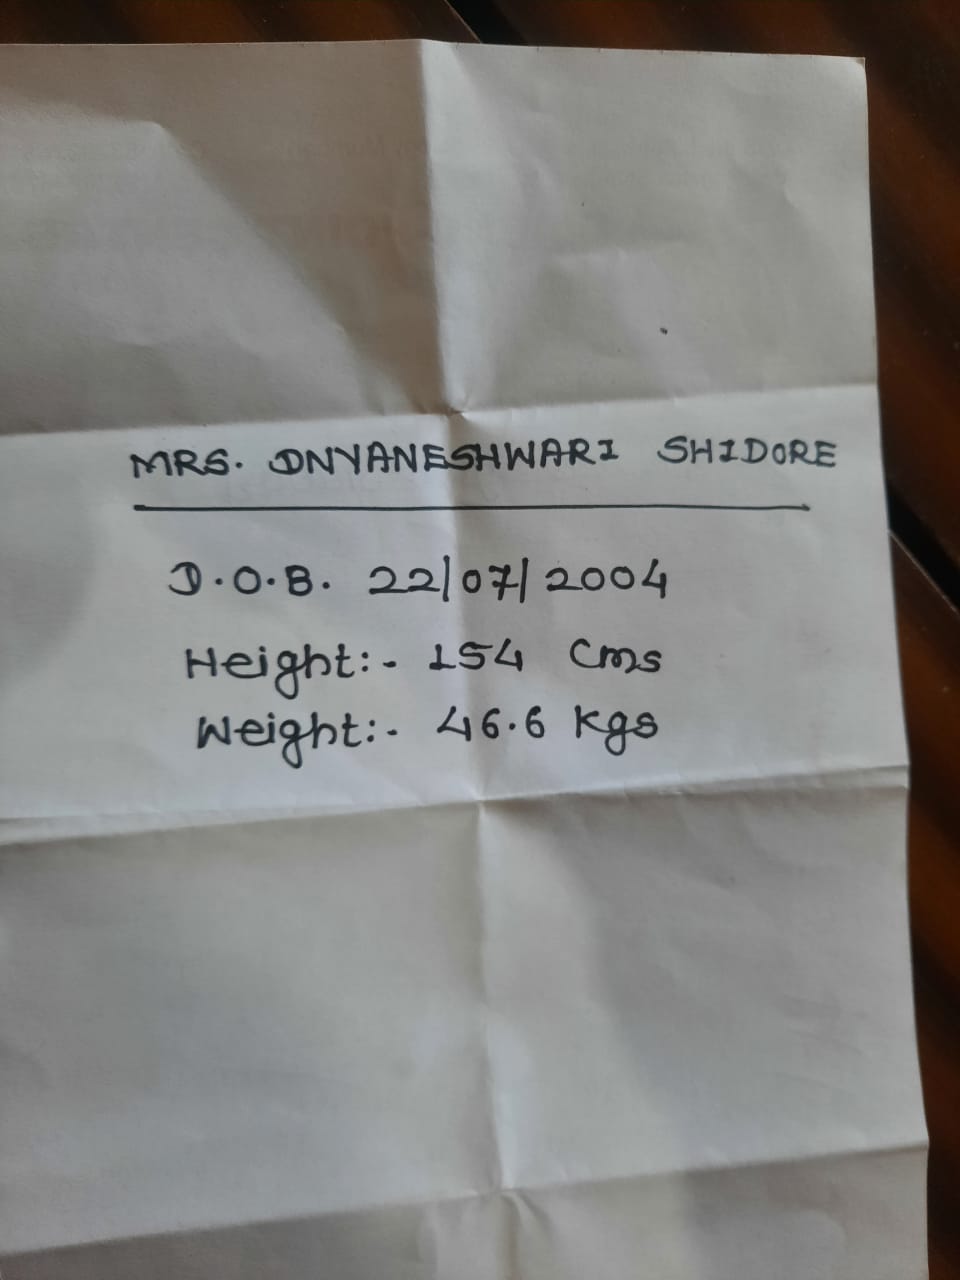 MRS. DNYANESHWARI SHIDORE
D.O.B. 22/07/2004
Height:- 154 Cms
Weight:- 46.6 kgs